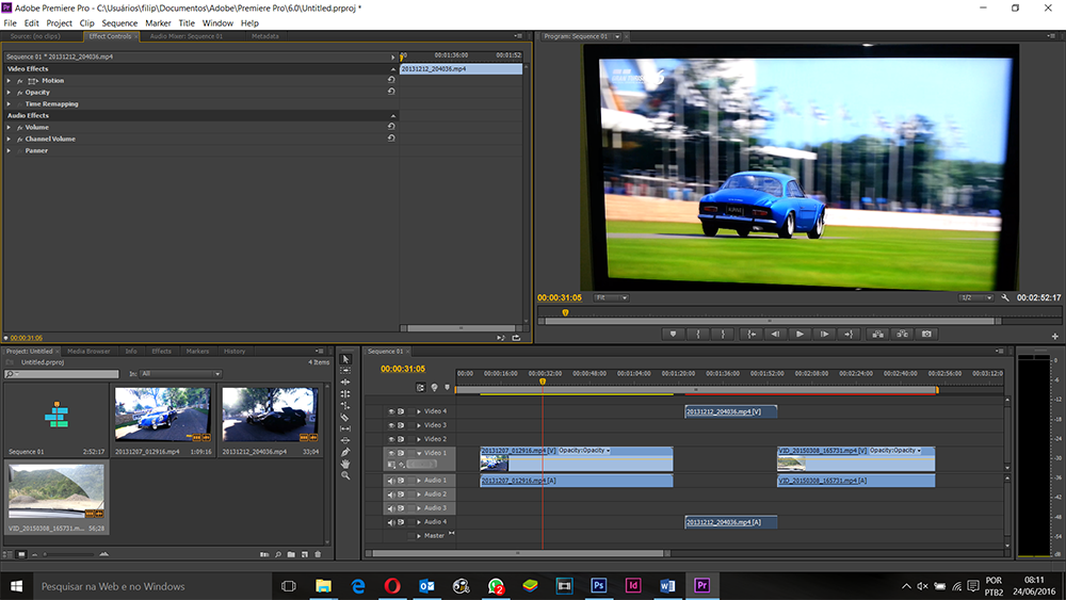 Adobe Premiere Pro - C:\Usuários\filip\Documentos\Adobe\Premiere Pro\6.0\Untitled.prproj *
File Edit Project Clip Sequence Marker Title Window Help
Source: (no clips) Effect Controls Audio Mixer: Sequence 01 Metadata
Program: Sequence 01
Sequence 01 * 20131212_204036.mp4
00:00 00:01:36:00 00:01:52
Video Effects
20131212_204036.mp4
Motion
Opacity
Time Remapping
Audio Effects
Volume
Channel Volume
Panner
00:00:31:05 Fit 1/2 00:02:52:17
00:00:31:05
Project: Untitled Media Browser Info Effects Markers History
Untitled.prproj 4 Items
In: All
Sequence 01 2:52:17
20131207_012916.mp4 1:09:16
20131212_204036.mp4 33;04
VID_20150308_165731.m... 56;28
Sequence 01
00:00:31:05
00:00 00:00:16:00 00:00:32:00 00:00:48:00 00:01:04:00 00:01:20:00 00:01:36:00 00:01:52:00 00:02:08:00 00:02:24:00 00:02:40:00 00:02:56:00 00:03:12:0
Video 4 20131212_204036.mp4 [V]
Video 3
Video 2
Video 1 20131207_012916.mp4 [V] Opacity:Opacity VID_20150308_165731.mp4 [V] Opacity:Opacity
Audio 1 20131207_012916.mp4 [A] VID_20150308_165731.mp4 [A]
Audio 2
Audio 3
Audio 4 20131212_204036.mp4 [A]
Master
0
-6
-12
-18
-24
-30
-36
-42
-48
-54
dB
Pesquisar na Web e no Windows
2
Ps Id Pr
POR
PTB2
08:11
24/06/2016